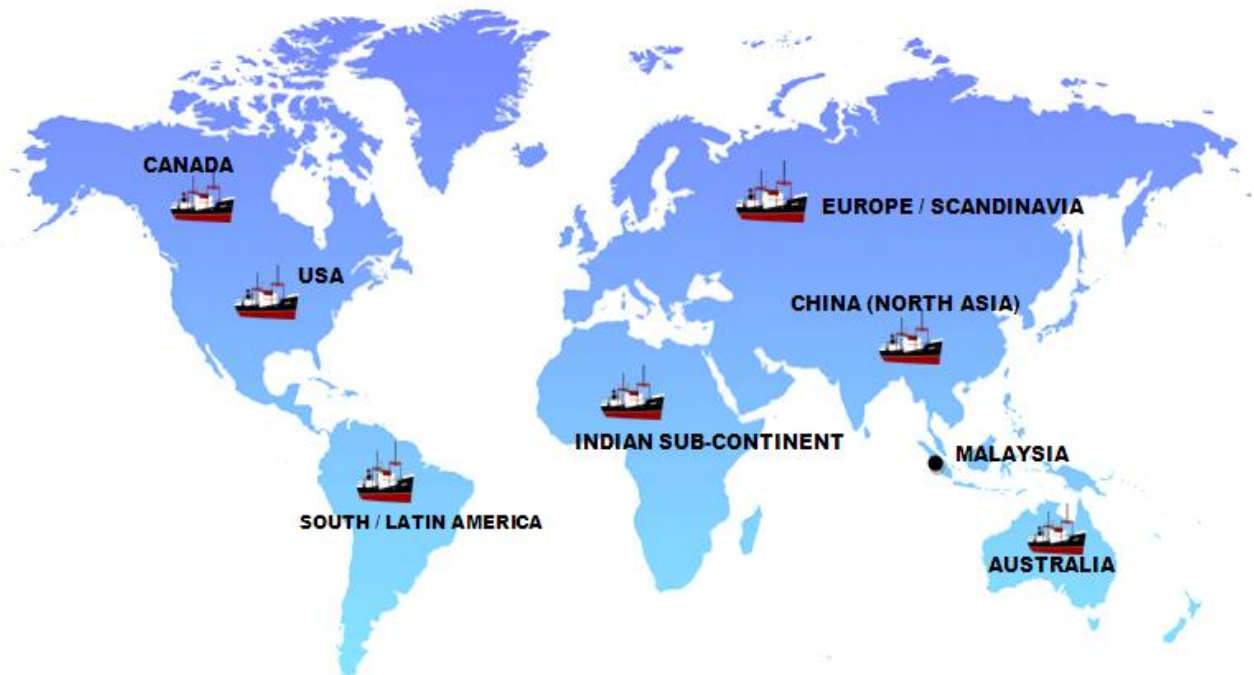 CANADA
EUROPE / SCANDINAVIA
USA
CHINA (NORTH ASIA)
INDIAN SUB-CONTINENT
MALAYSIA
SOUTH / LATIN AMERICA
AUSTRALIA